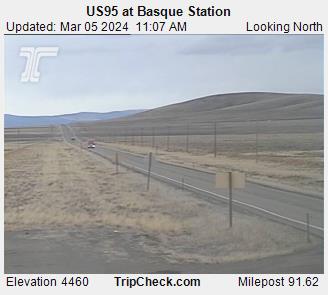 US95 at Basque Station
Updated: Mar 05 2024 11:07 AM Looking North
Elevation 4460 TripCheck.com Milepost 91.62